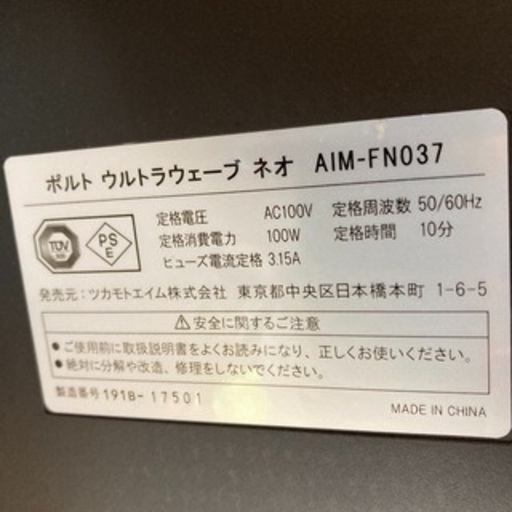 ポルト ウルトラウェーブ ネオ AIM-FN037
TÜV
PS
E
定格電圧 AC100V 定格周波数 50/60Hz
定格消費電力 100W 定格時間 10分
ヒューズ電流定格 3.15A
発売元：ツカモトエイム株式会社 東京都中央区日本橋本町 1-6-5
⚠安全に関するご注意
●ご使用前に取扱説明書をよくお読みになり、正しくお使いください。
●絶対に分解や改造、修理をしないでください。
製造番号 1918-17501
MADE IN CHINA